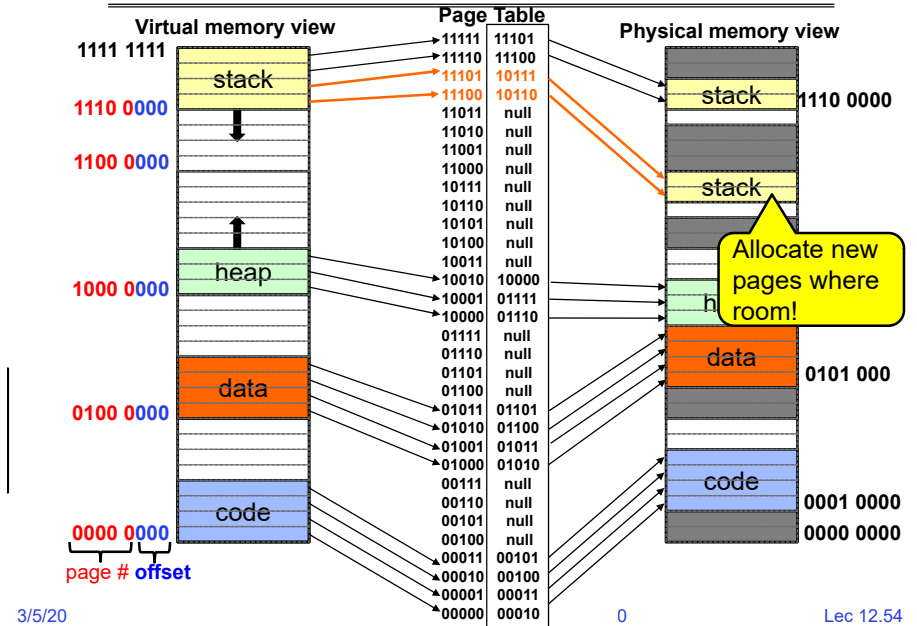 Virtual memory view
Page Table
Physical memory view
1111 1111
stack
1110 0000
1100 0000
heap
1000 0000
data
0100 0000
code
0000 0000
page # offset
11111 11101
11110 11100
11101 10111
11100 10110
11011 null
11010 null
11001 null
11000 null
10111 null
10110 null
10101 null
10100 null
10011 null
10010 10000
10001 01111
10000 01110
01111 null
01110 null
01101 null
01100 null
01011 01101
01010 01100
01001 01011
01000 01010
00111 null
00110 null
00101 null
00100 null
00011 00101
00010 00100
00001 00011
00000 00010
stack
1110 0000
stack
Allocate new
pages where
room!
h
data
0101 000
code
0001 0000
0000 0000
3/5/20
0
Lec 12.54